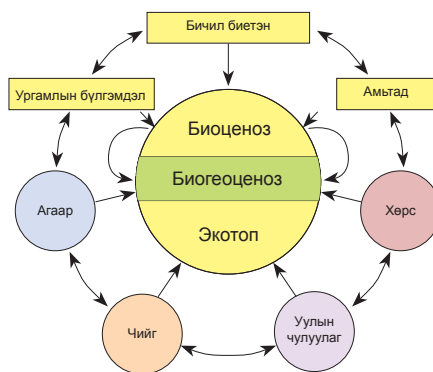 Бичил биетэн
Ургамлын бүлгэмдэл
Амьтад
Биоценоз
Биогеоценоз
Экотоп
Агаар
Хөрс
Чийг
Уулын
чулуулаг